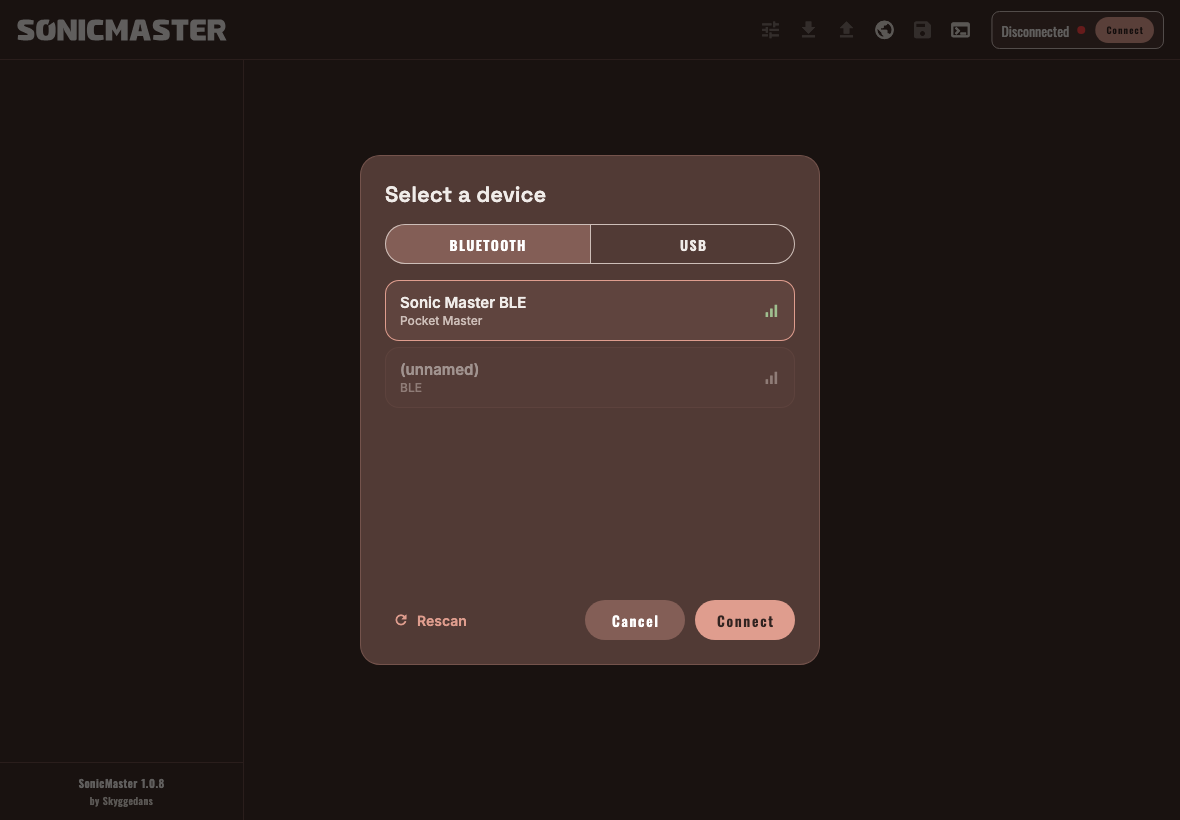 SONICMASTER
Disconnected
Connect
Select a device
BLUETOOTH
USB
Sonic Master BLE
Pocket Master
(unnamed)
BLE
Rescan
Cancel
Connect
SonicMaster 1.0.8
by Skyggedans